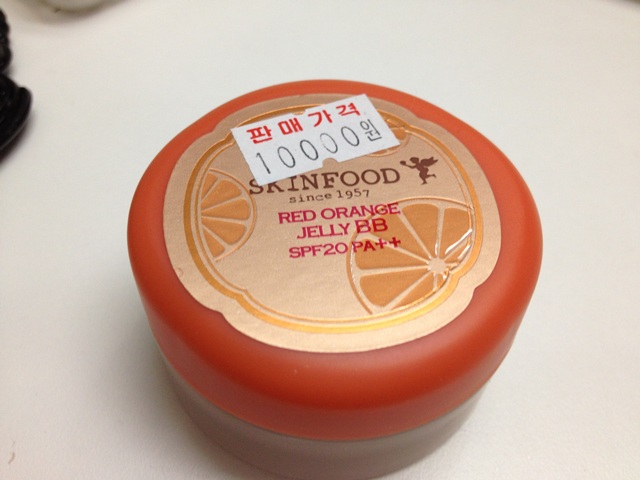 판매가격
10000원
SKINFOOD
since 1957
RED ORANGE
JELLY BB
SPF20 PA++